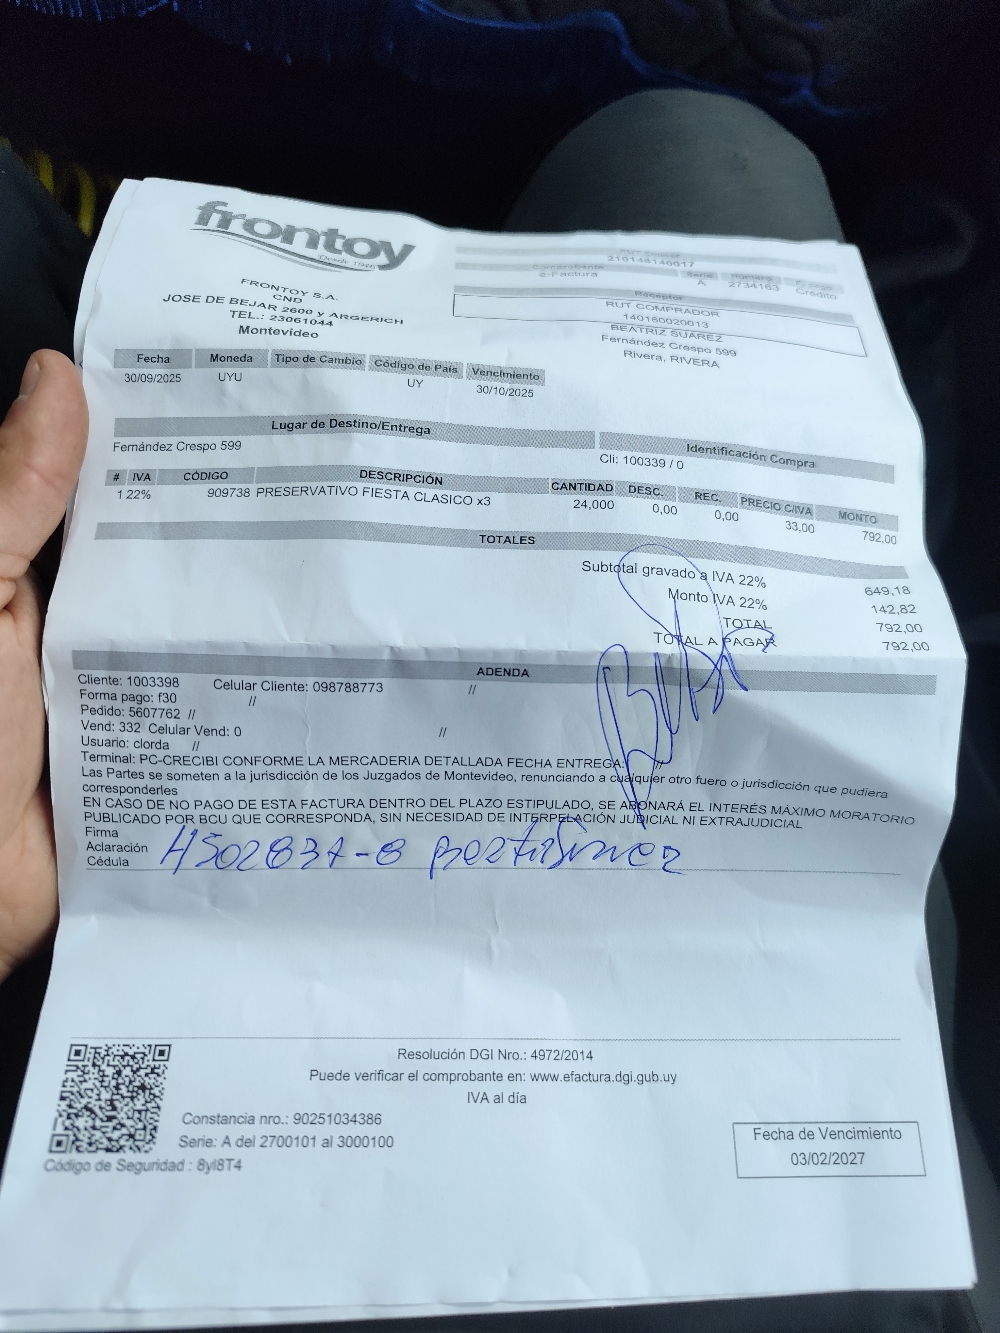 frontoy
Desde 1946
FRONTOY S.A.
CND
JOSE DE BEJAR 2600 y ARGERICH
TEL.: 23061044
Montevideo
210148140017
Comprobante Serie Número
e-Factura A 2734163 Crédito
Receptor
RUT COMPRADOR
140160020013
BEATRIZ SUAREZ
Fernández Crespo 599
Rivera, RIVERA
Fecha Moneda Tipo de Cambio Código de País Vencimiento
30/09/2025 UYU UY 30/10/2025
Lugar de Destino/Entrega Identificación Compra
Fernández Crespo 599 Cli: 100339 / 0
# IVA CÓDIGO DESCRIPCIÓN CANTIDAD DESC. REC. PRECIO C/IVA MONTO
1 22% 909738 PRESERVATIVO FIESTA CLASICO x3 24,000 0,00 0,00 33,00 792,00
TOTALES
Subtotal gravado a IVA 22% 649,18
Monto IVA 22% 142,82
TOTAL 792,00
TOTAL A PAGAR 792,00
ADENDA
Cliente: 1003398 Celular Cliente: 098788773 //
Forma pago: f30 //
Pedido: 5607762 //
Vend: 332 Celular Vend: 0 //
Usuario: clorda //
Terminal: PC-CRECIBI CONFORME LA MERCADERIA DETALLADA FECHA ENTREGA: //
Las Partes se someten a la jurisdicción de los Juzgados de Montevideo, renunciando a cualquier otro fuero o jurisdicción que pudiera
corresponderles
EN CASO DE NO PAGO DE ESTA FACTURA DENTRO DEL PLAZO ESTIPULADO, SE ABONARÁ EL INTERÉS MÁXIMO MORATORIO
PUBLICADO POR BCU QUE CORRESPONDA, SIN NECESIDAD DE INTERPELACIÓN JUDICIAL NI EXTRAJUDICIAL
Firma
Aclaración
Cédula
Resolución DGI Nro.: 4972/2014
Puede verificar el comprobante en: www.efactura.dgi.gub.uy
IVA al día
Constancia nro.: 90251034386
Serie: A del 2700101 al 3000100
Código de Seguridad : 8yI8T4
Fecha de Vencimiento
03/02/2027